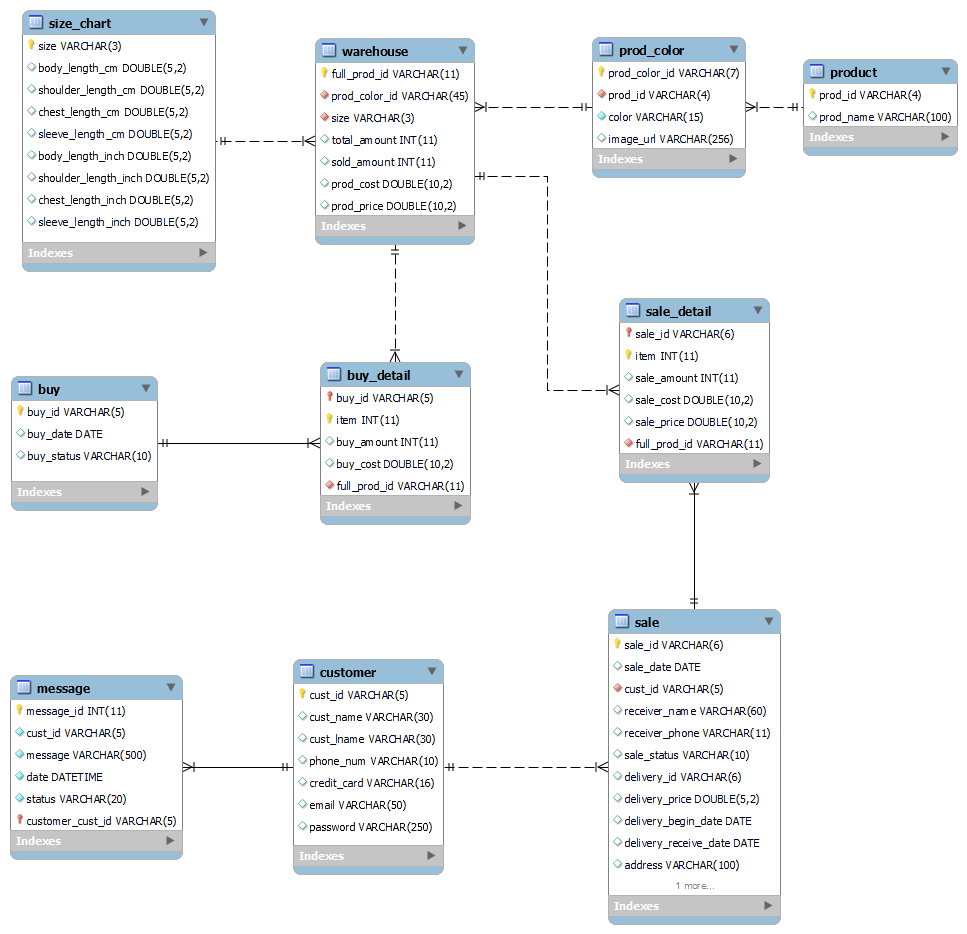 size_chart
size VARCHAR(3)
body_length_cm DOUBLE(5,2)
shoulder_length_cm DOUBLE(5,2)
chest_length_cm DOUBLE(5,2)
sleeve_length_cm DOUBLE(5,2)
body_length_inch DOUBLE(5,2)
shoulder_length_inch DOUBLE(5,2)
chest_length_inch DOUBLE(5,2)
sleeve_length_inch DOUBLE(5,2)
Indexes
warehouse
full_prod_id VARCHAR(11)
prod_color_id VARCHAR(45)
size VARCHAR(3)
total_amount INT(11)
sold_amount INT(11)
prod_cost DOUBLE(10,2)
prod_price DOUBLE(10,2)
Indexes
prod_color
prod_color_id VARCHAR(7)
prod_id VARCHAR(4)
color VARCHAR(15)
image_url VARCHAR(256)
Indexes
product
prod_id VARCHAR(4)
prod_name VARCHAR(100)
Indexes
buy
buy_id VARCHAR(5)
buy_date DATE
buy_status VARCHAR(10)
Indexes
buy_detail
buy_id VARCHAR(5)
item INT(11)
buy_amount INT(11)
buy_cost DOUBLE(10,2)
full_prod_id VARCHAR(11)
Indexes
sale_detail
sale_id VARCHAR(6)
item INT(11)
sale_amount INT(11)
sale_cost DOUBLE(10,2)
sale_price DOUBLE(10,2)
full_prod_id VARCHAR(11)
Indexes
message
message_id INT(11)
cust_id VARCHAR(5)
message VARCHAR(500)
date DATETIME
status VARCHAR(20)
customer_cust_id VARCHAR(5)
Indexes
customer
cust_id VARCHAR(5)
cust_name VARCHAR(30)
cust_lname VARCHAR(30)
phone_num VARCHAR(10)
credit_card VARCHAR(16)
email VARCHAR(50)
password VARCHAR(250)
Indexes
sale
sale_id VARCHAR(6)
sale_date DATE
cust_id VARCHAR(5)
receiver_name VARCHAR(60)
receiver_phone VARCHAR(11)
sale_status VARCHAR(10)
delivery_id VARCHAR(6)
delivery_price DOUBLE(5,2)
delivery_begin_date DATE
delivery_receive_date DATE
address VARCHAR(100)
1 more...
Indexes